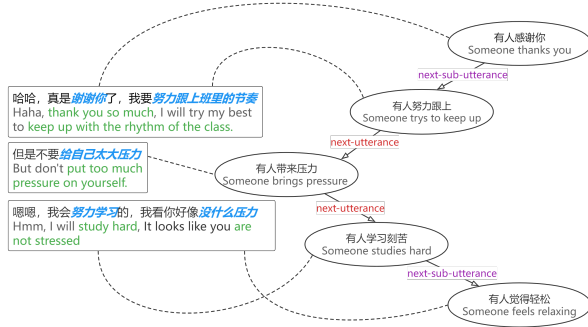 有人感谢你
Someone thanks you
next-sub-utterance
哈哈，真是谢谢你了，我要努力跟上班里的节奏
Haha, thank you so much, I will try my best
to keep up with the rhythm of the class.
有人努力跟上
Someone trys to keep up
next-utterance
但是不要给自己太大压力
But don't put too much
pressure on yourself.
有人带来压力
Someone brings pressure
next-utterance
嗯嗯，我会努力学习的，我看你好像没什么压力
Hmm, I will study hard, It looks like you are
not stressed
有人学习刻苦
Someone studies hard
next-sub-utterance
有人觉得轻松
Someone feels relaxing